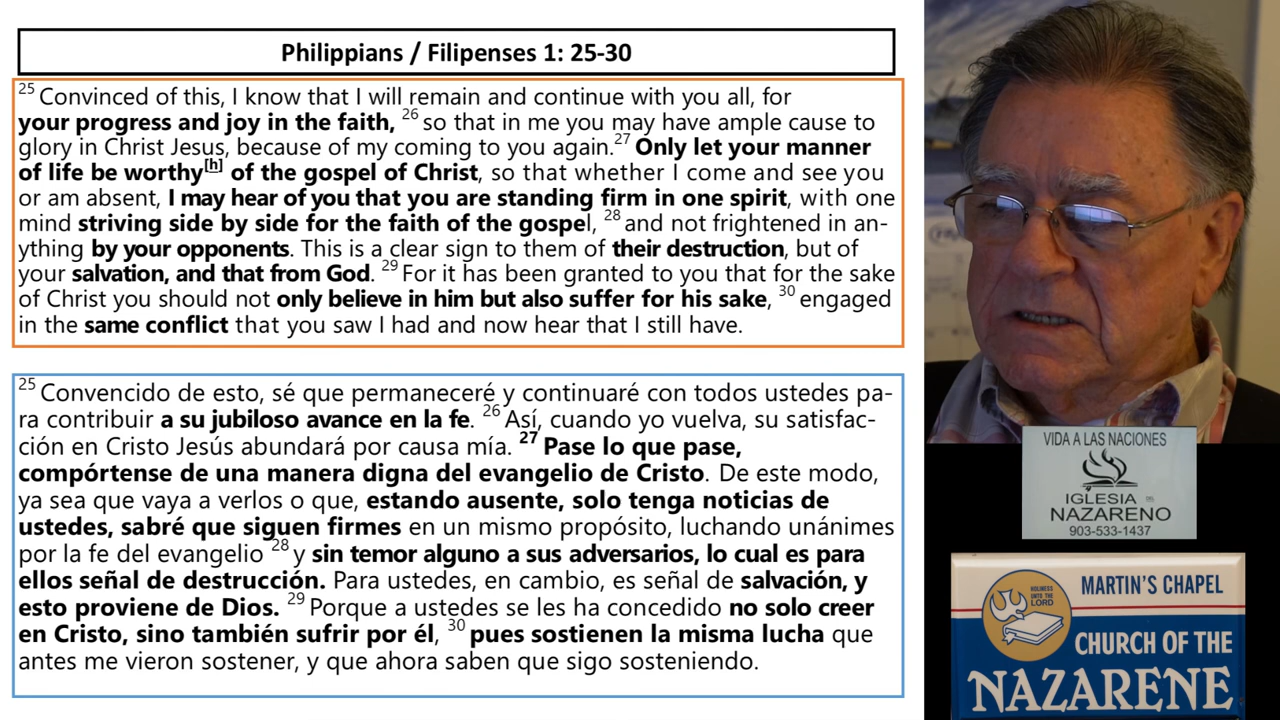 Philippians / Filipenses 1: 25-30
25 Convinced of this, I know that I will remain and continue with you all, for
your progress and joy in the faith, 26 so that in me you may have ample cause to
glory in Christ Jesus, because of my coming to you again.27 Only let your manner
of life be worthy[h] of the gospel of Christ, so that whether I come and see you
or am absent, I may hear of you that you are standing firm in one spirit, with one
mind striving side by side for the faith of the gospel, 28 and not frightened in an-
ything by your opponents. This is a clear sign to them of their destruction, but of
your salvation, and that from God. 29 For it has been granted to you that for the sake
of Christ you should not only believe in him but also suffer for his sake, 30 engaged
in the same conflict that you saw I had and now hear that I still have.
25 Convencido de esto, sé que permaneceré y continuaré con todos ustedes pa-
ra contribuir a su jubiloso avance en la fe. 26 Así, cuando yo vuelva, su satisfac-
ción en Cristo Jesús abundará por causa mía. 27 Pase lo que pase,
compórtense de una manera digna del evangelio de Cristo. De este modo,
ya sea que vaya a verlos o que, estando ausente, solo tenga noticias de
ustedes, sabré que siguen firmes en un mismo propósito, luchando unánimes
por la fe del evangelio 28 y sin temor alguno a sus adversarios, lo cual es para
ellos señal de destrucción. Para ustedes, en cambio, es señal de salvación, y
esto proviene de Dios. 29 Porque a ustedes se les ha concedido no solo creer
en Cristo, sino también sufrir por él, 30 pues sostienen la misma lucha que
antes me vieron sostener, y que ahora saben que sigo sosteniendo.
VIDA A LAS NACIONES
IGLESIA DEL
NAZARENO
903-533-1437
HOLINESS
UNTO THE
LORD
MARTIN'S CHAPEL
CHURCH OF THE
NAZARENE